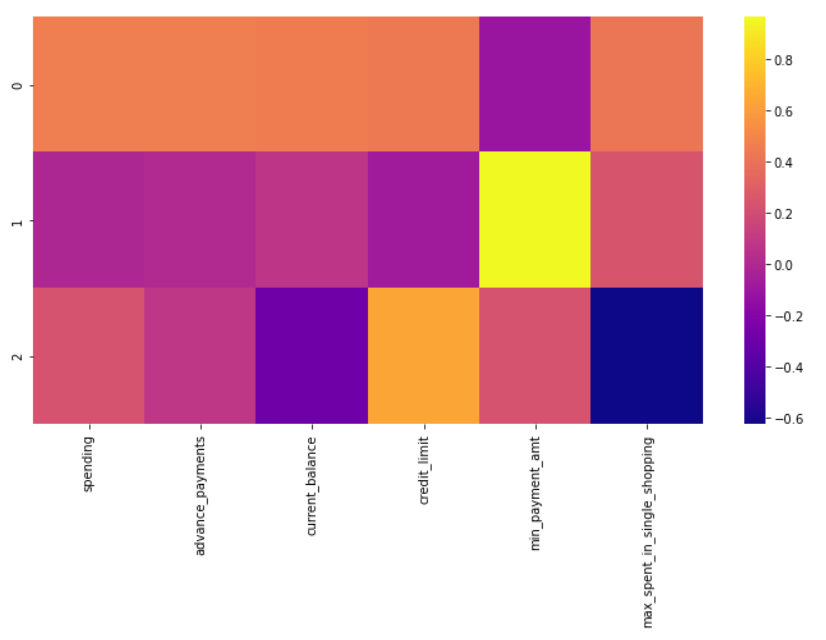 0
1
2
spending
advance_payments
current_balance
credit_limit
min_payment_amt
max_spent_in_single_shopping
0.8
0.6
0.4
0.2
0.0
−0.2
−0.4
−0.6